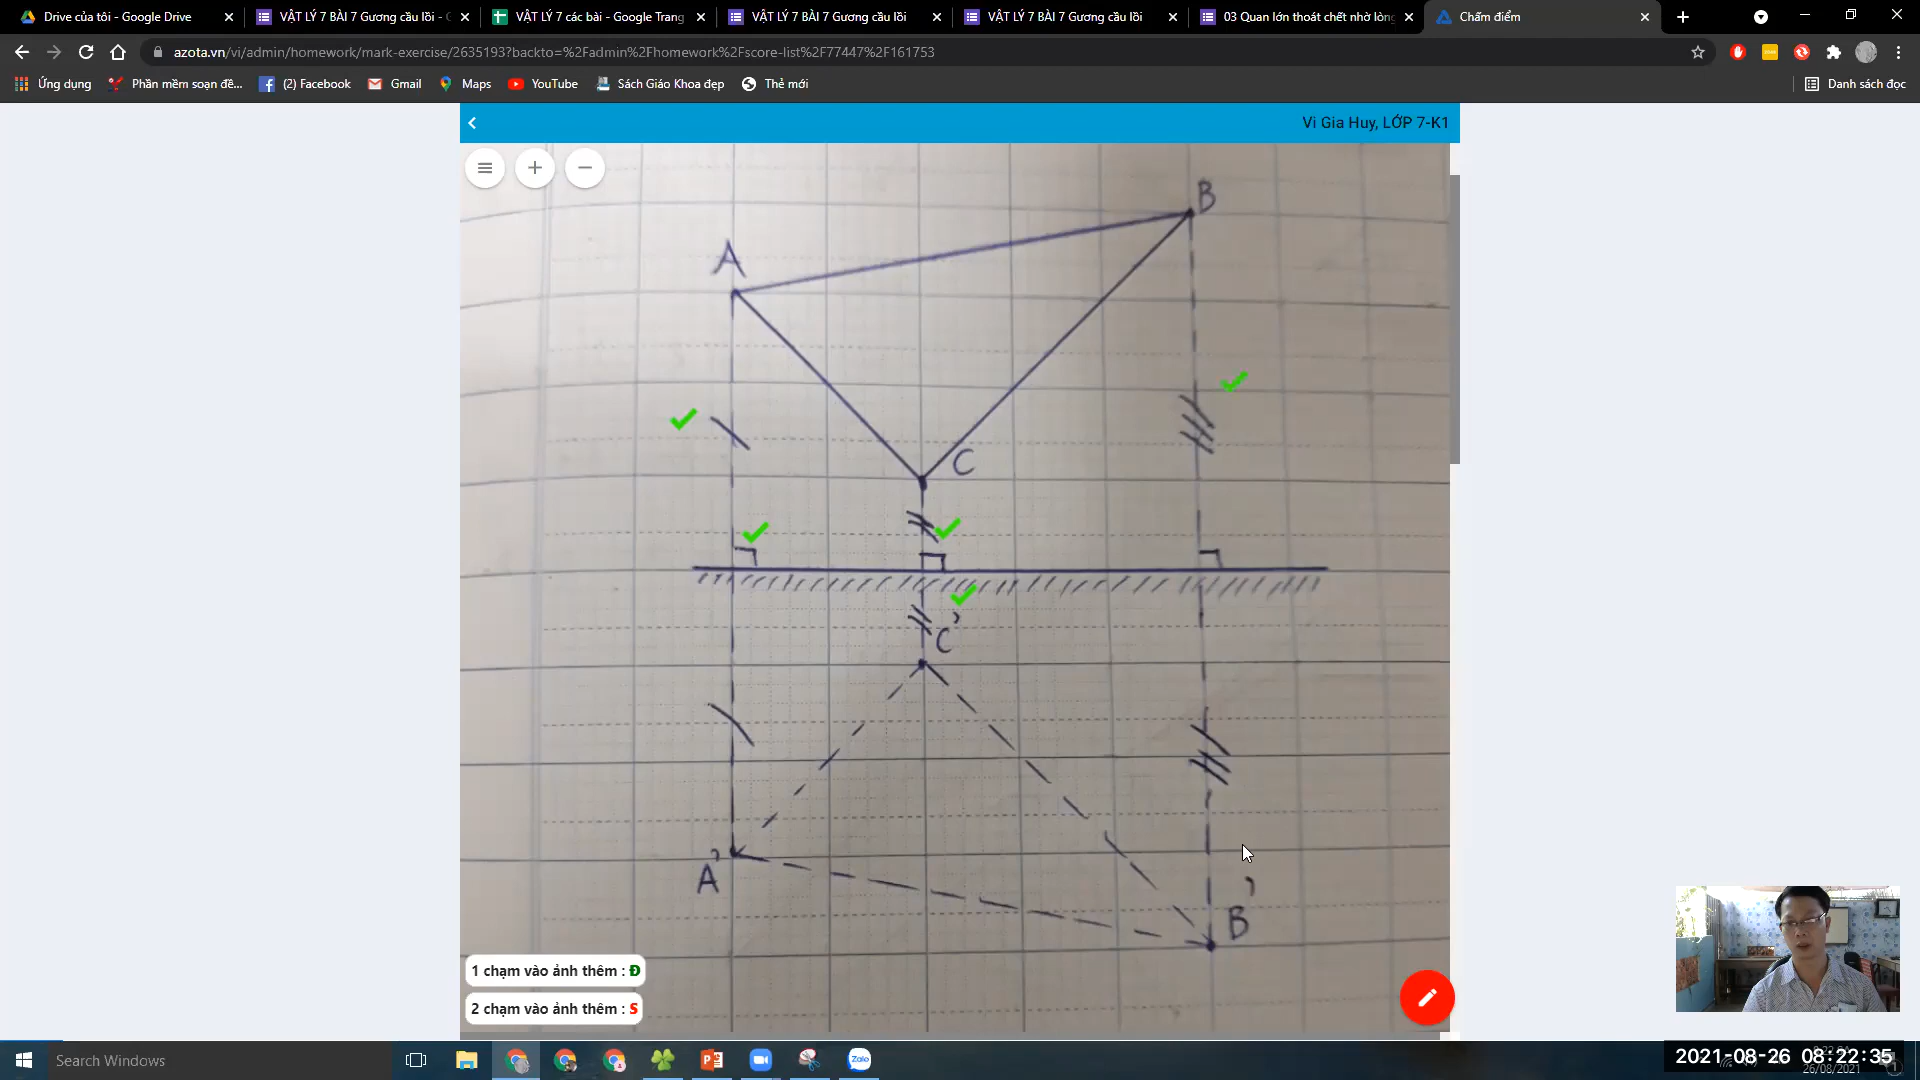 Drive của tôi - Google Drive
VẬT LÝ 7 BÀI 7 Gương cầu lồi - G
VẬT LÝ 7 các bài - Google Trang
VẬT LÝ 7 BÀI 7 Gương cầu lồi
VẬT LÝ 7 BÀI 7 Gương cầu lồi
03 Quan lớn thoát chết nhờ lòng
Chấm điểm
azota.vn/vi/admin/homework/mark-exercise/2635193?backto=%2Fadmin%2Fhomework%2Fscore-list%2F77447%2F161753
Ứng dụng
Phần mềm soạn đề...
(2) Facebook
Gmail
Maps
YouTube
Sách Giáo Khoa đẹp
Thẻ mới
Danh sách đọc
Vi Gia Huy, LỚP 7-K1
B
A
C
C'
A'
B'
1 chạm vào ảnh thêm : Đ
2 chạm vào ảnh thêm : S
Search Windows
Zalo
2021-08-26 08:22:35
26/08/2021